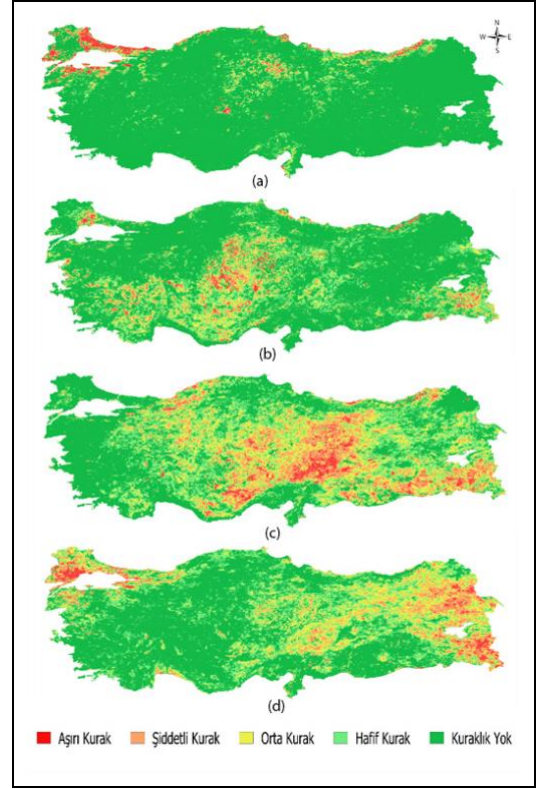 N
W E
S
(a)
(b)
(c)
(d)
Aşırı Kurak Şiddetli Kurak Orta Kurak Hafif Kurak Kuraklık Yok